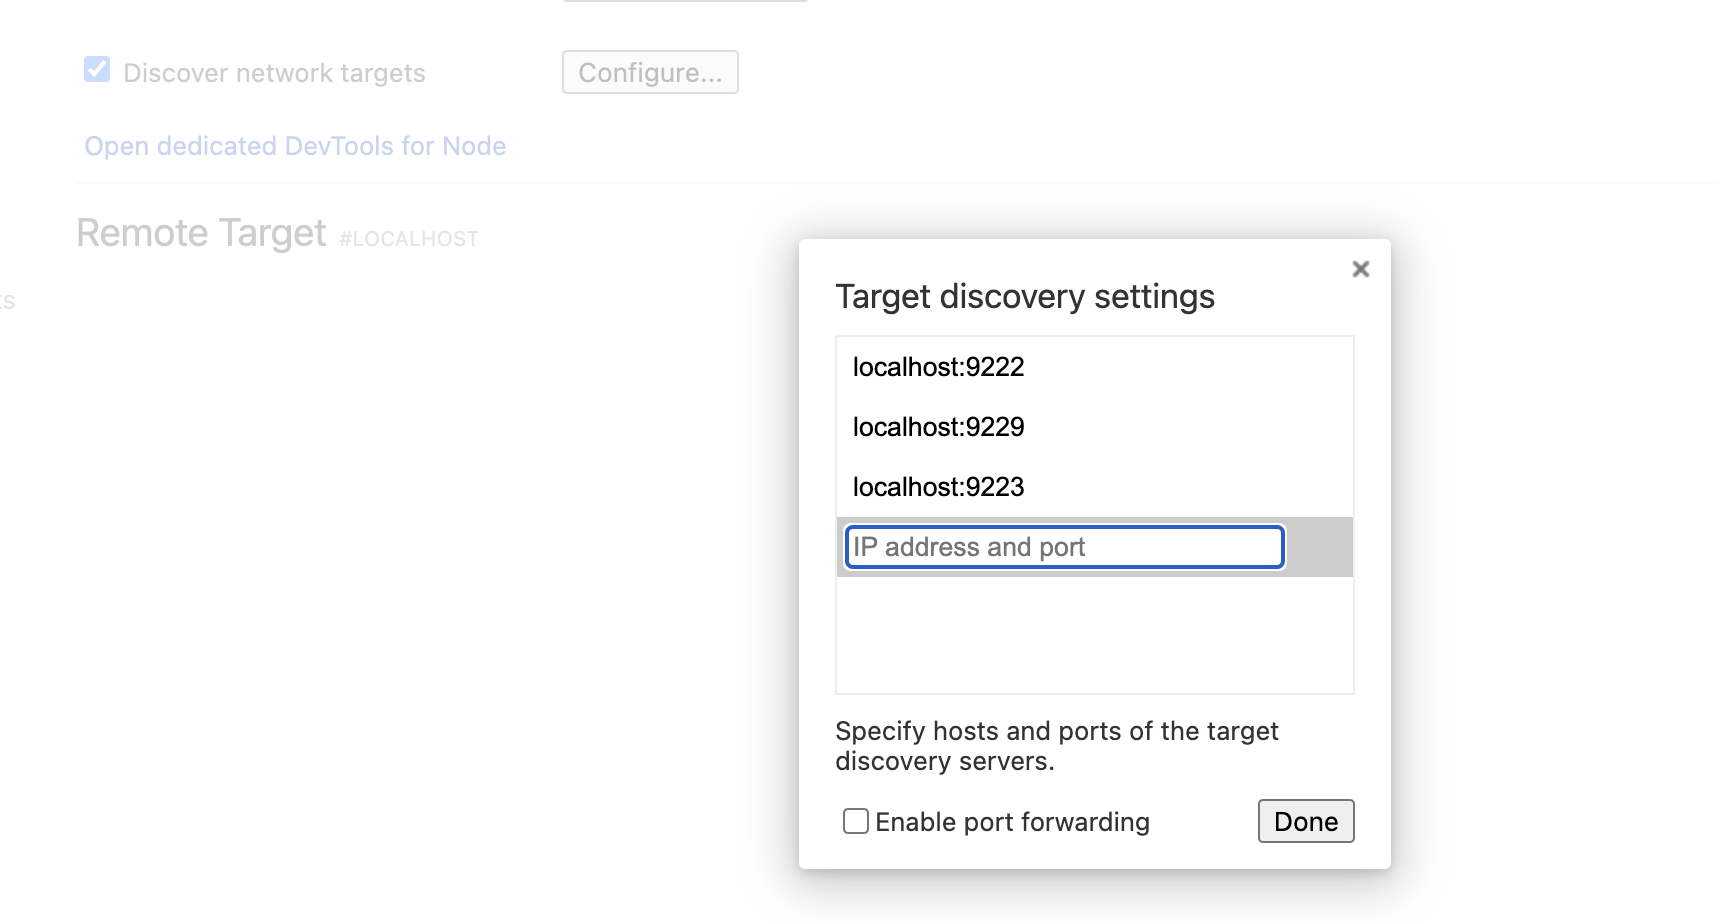 Discover network targets
Configure...
Open dedicated DevTools for Node
Remote Target #LOCALHOST
Target discovery settings
localhost:9222
localhost:9229
localhost:9223
IP address and port
Specify hosts and ports of the target
discovery servers.
Enable port forwarding
Done